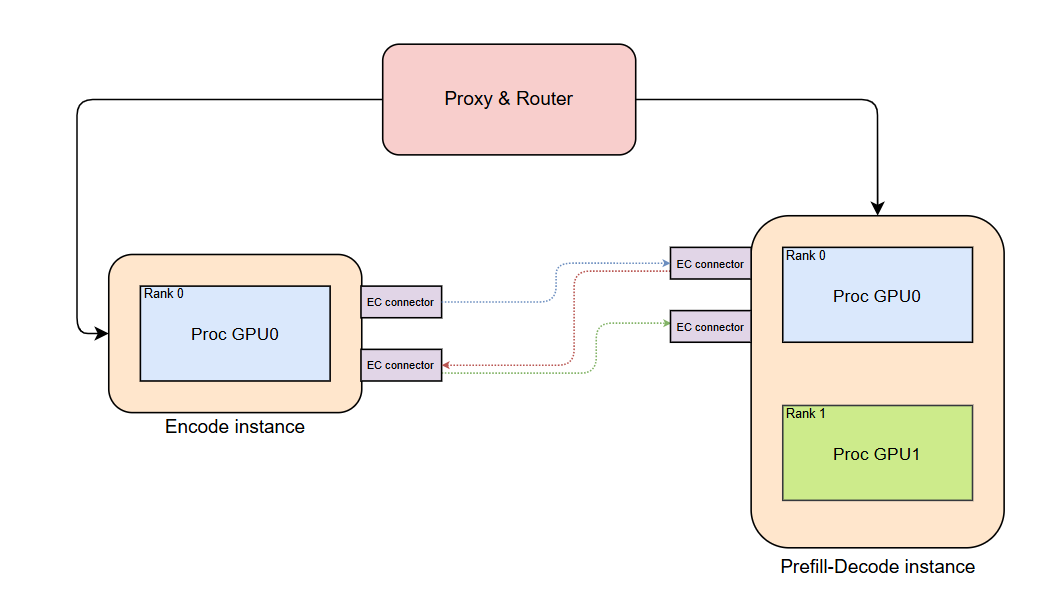 Proxy & Router
Rank 0
Proc GPU0
EC connector
EC connector
Encode instance
EC connector
EC connector
Rank 0
Proc GPU0
Rank 1
Proc GPU1
Prefill-Decode instance